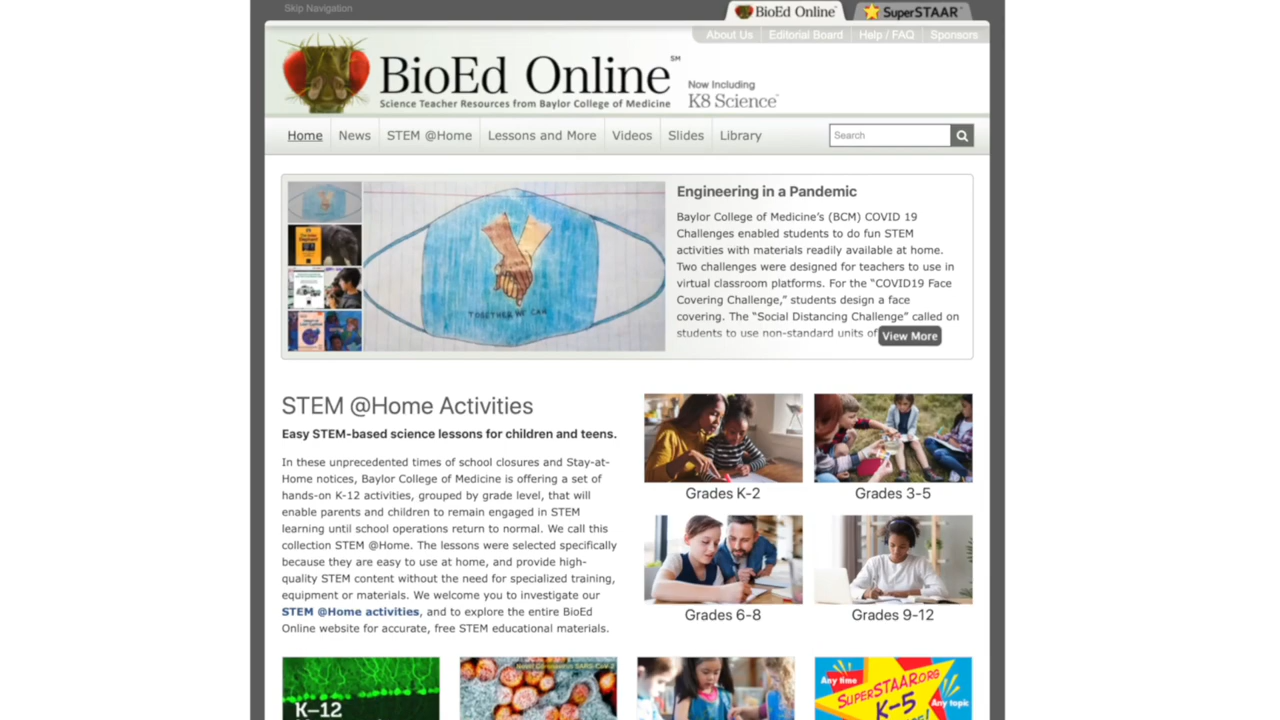 Skip Navigation
BioEd Online™
SuperSTAAR™
About Us
Editorial Board
Help / FAQ
Sponsors
BioEd Online SM
Science Teacher Resources from Baylor College of Medicine
Now Including
K8 Science™
Home
News
STEM @Home
Lessons and More
Videos
Slides
Library
Search
TOGETHER WE CAN
Engineering in a Pandemic
Baylor College of Medicine’s (BCM) COVID 19
Challenges enabled students to do fun STEM
activities with materials readily available at home.
Two challenges were designed for teachers to use in
virtual classroom platforms. For the “COVID19 Face
Covering Challenge,” students design a face
covering. The “Social Distancing Challenge” called on
students to use non-standard units of
View More
STEM @Home Activities
Easy STEM-based science lessons for children and teens.
In these unprecedented times of school closures and Stay-at-
Home notices, Baylor College of Medicine is offering a set of
hands-on K-12 activities, grouped by grade level, that will
enable parents and children to remain engaged in STEM
learning until school operations return to normal. We call this
collection STEM @Home. The lessons were selected specifically
because they are easy to use at home, and provide high-
quality STEM content without the need for specialized training,
equipment or materials. We welcome you to investigate our
STEM @Home activities, and to explore the entire BioEd
Online website for accurate, free STEM educational materials.
Grades K-2
Grades 3-5
Grades 6-8
Grades 9-12
K–12
Novel Coronavirus SARS-CoV-2
Any time
SUPERSTAAR.ORG
K-5
Any topic